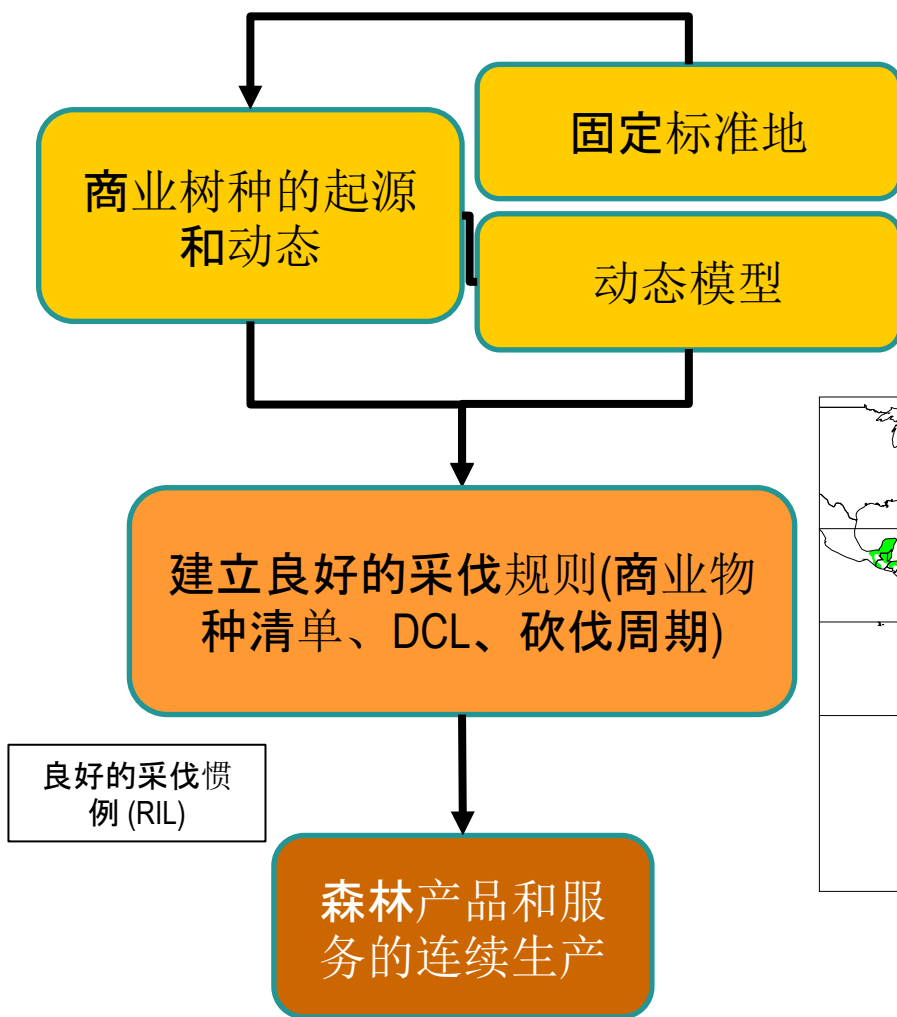 固定标准地
商业树种的起源
和动态
动态模型
建立良好的采伐规则(商业物
种清单、DCL、砍伐周期)
良好的采伐惯
例 (RIL)
森林产品和服
务的连续生产